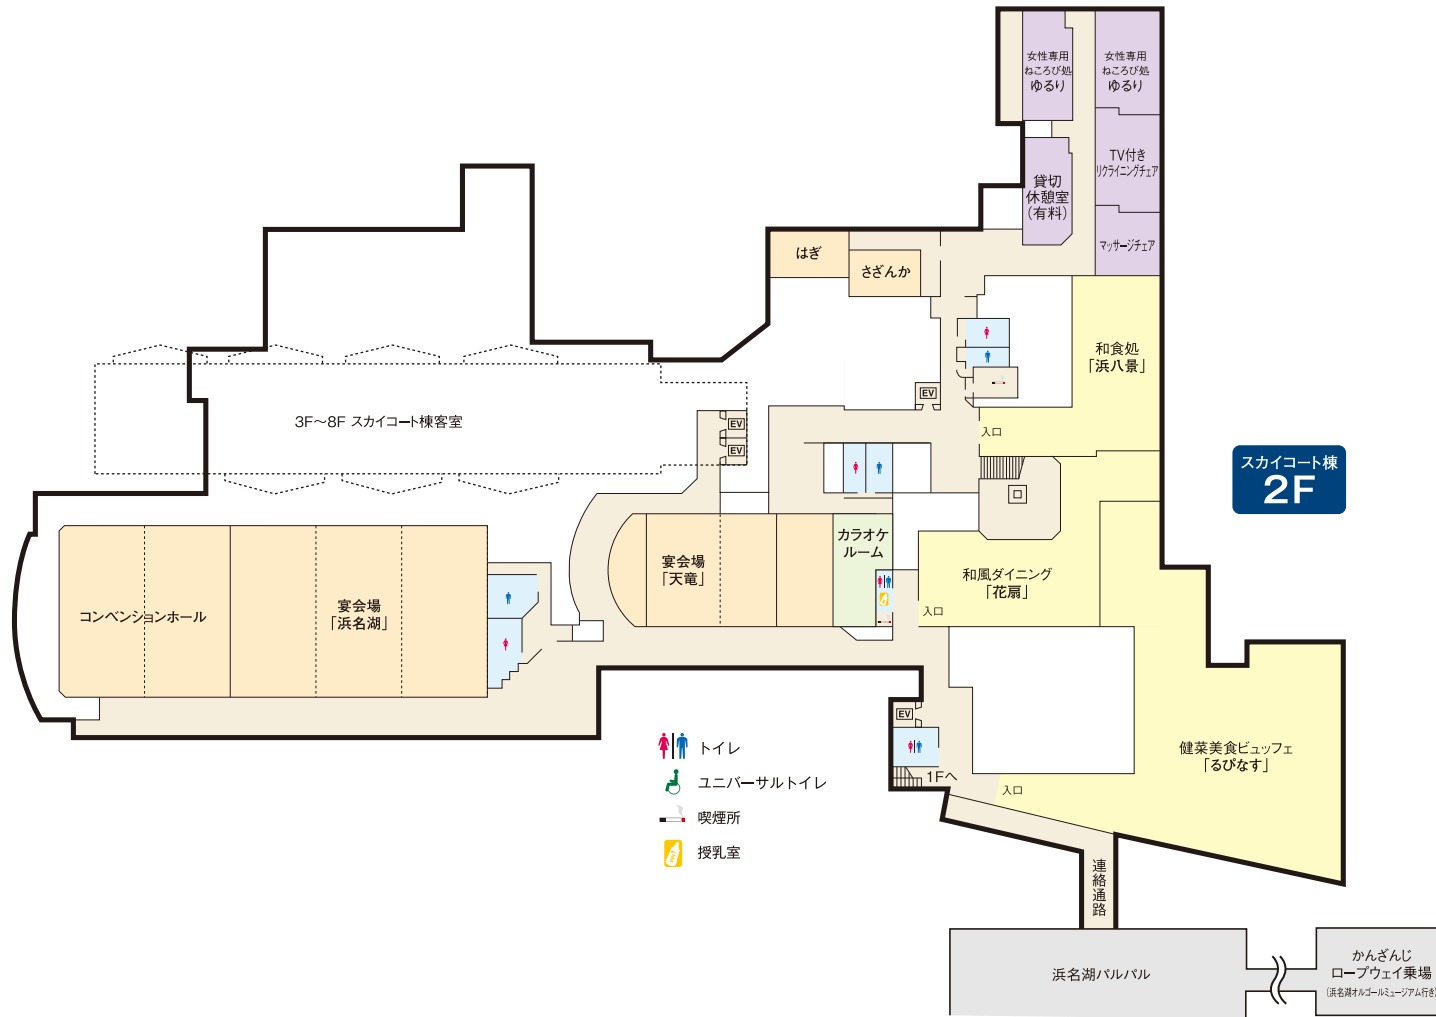 女性専用
ねころび処
ゆるり
女性専用
ねころび処
ゆるり
TV付き
リクライニングチェア
貸切
休憩室
(有料)
マッサージチェア
はぎ
さざんか
和食処
「浜八景」
EV
入口
3F〜8F スカイコート棟客室
EV
EV
スカイコート棟
2F
カラオケ
ルーム
宴会場
「天竜」
和風ダイニング
「花扇」
入口
コンベンションホール
宴会場
「浜名湖」
EV
1Fへ
入口
健菜美食ビュッフェ
「るぴなす」
トイレ
ユニバーサルトイレ
喫煙所
授乳室
連絡通路
浜名湖パルパル
かんざんじ
ロープウェイ乗場
(浜名湖オルゴールミュージアム行き)